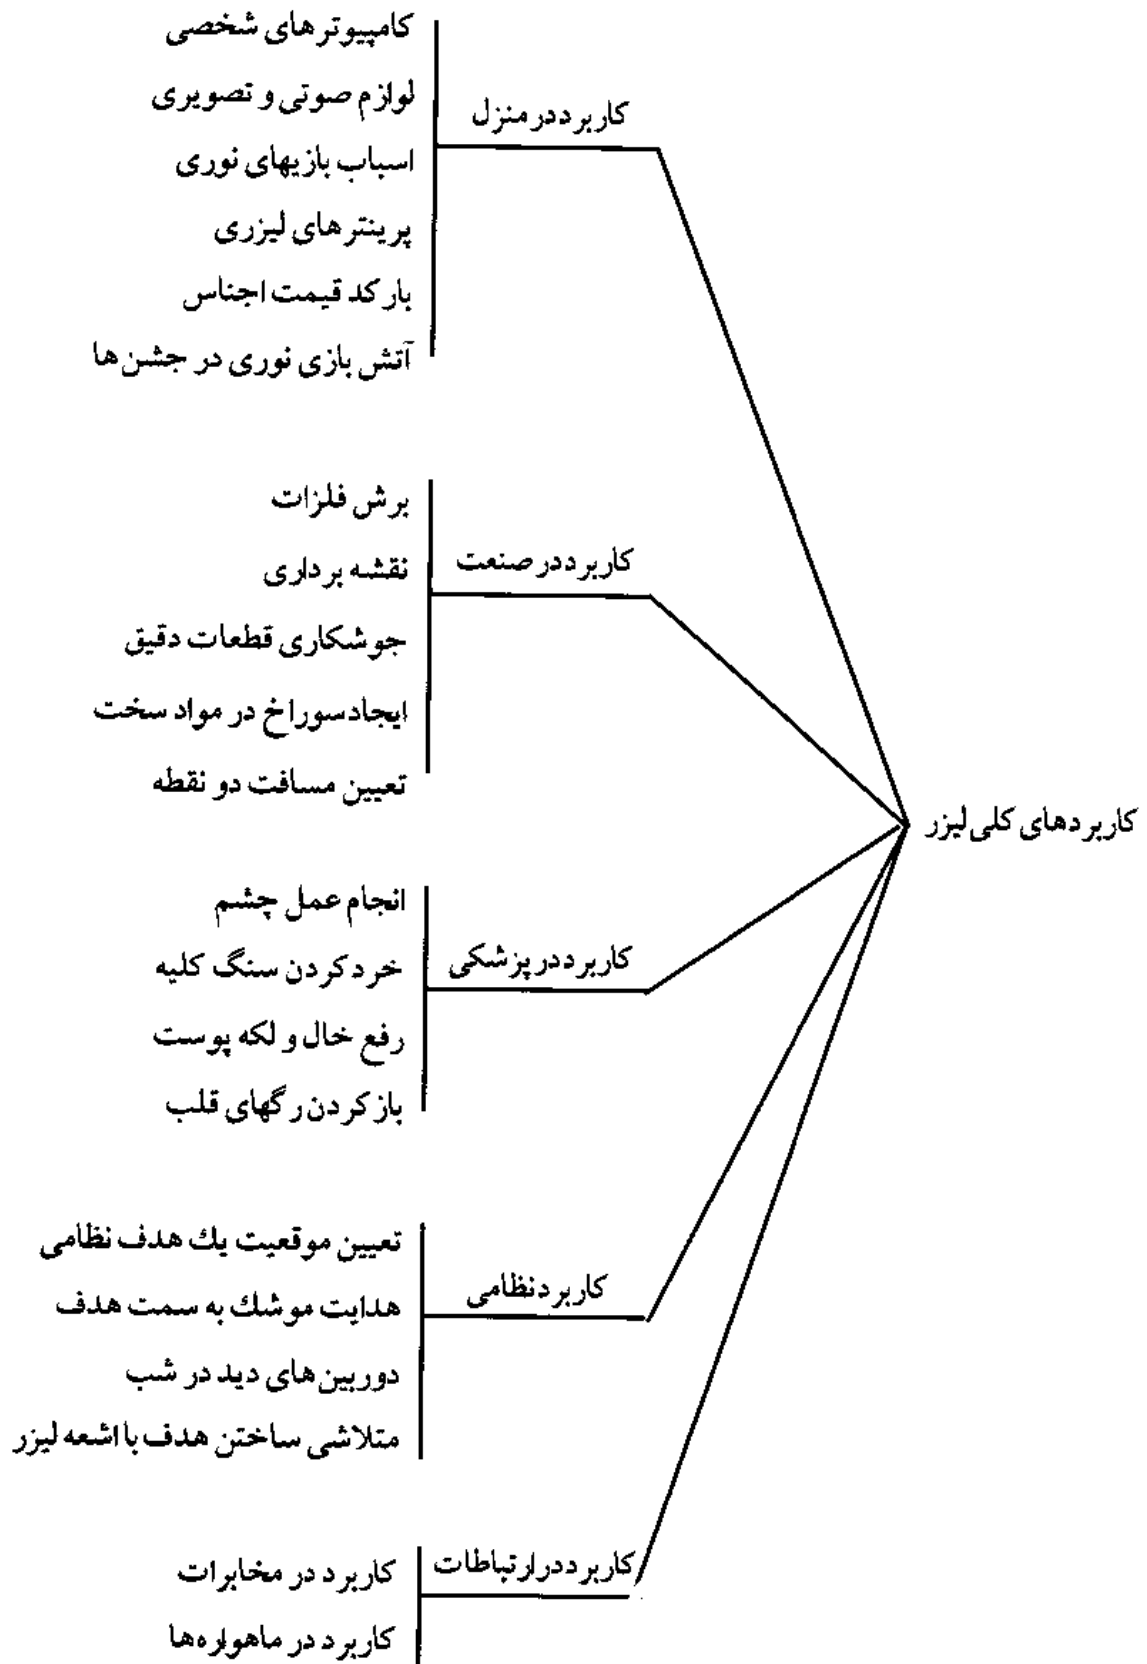 کاربردهای کلی لیزر
کاربرد در منزل
کامپیوترهای شخصی
لوازم صوتی و تصویری
اسباب بازیهای نوری
پرینترهای لیزری
بارکد قیمت اجناس
آتش بازی نوری در جشن‌ها
کاربرد در صنعت
برش فلزات
نقشه برداری
جوشکاری قطعات دقیق
ایجاد سوراخ در مواد سخت
تعیین مسافت دو نقطه
کاربرد در پزشکی
انجام عمل چشم
خرد کردن سنگ کلیه
رفع خال و لکه پوست
باز کردن رگهای قلب
کاربرد نظامی
تعیین موقعیت یك هدف نظامی
هدایت موشك به سمت هدف
دوربین‌های دید در شب
متلاشی ساختن هدف با اشعه لیزر
کاربرد در ارتباطات
کاربرد در مخابرات
کاربرد در ماهواره‌ها